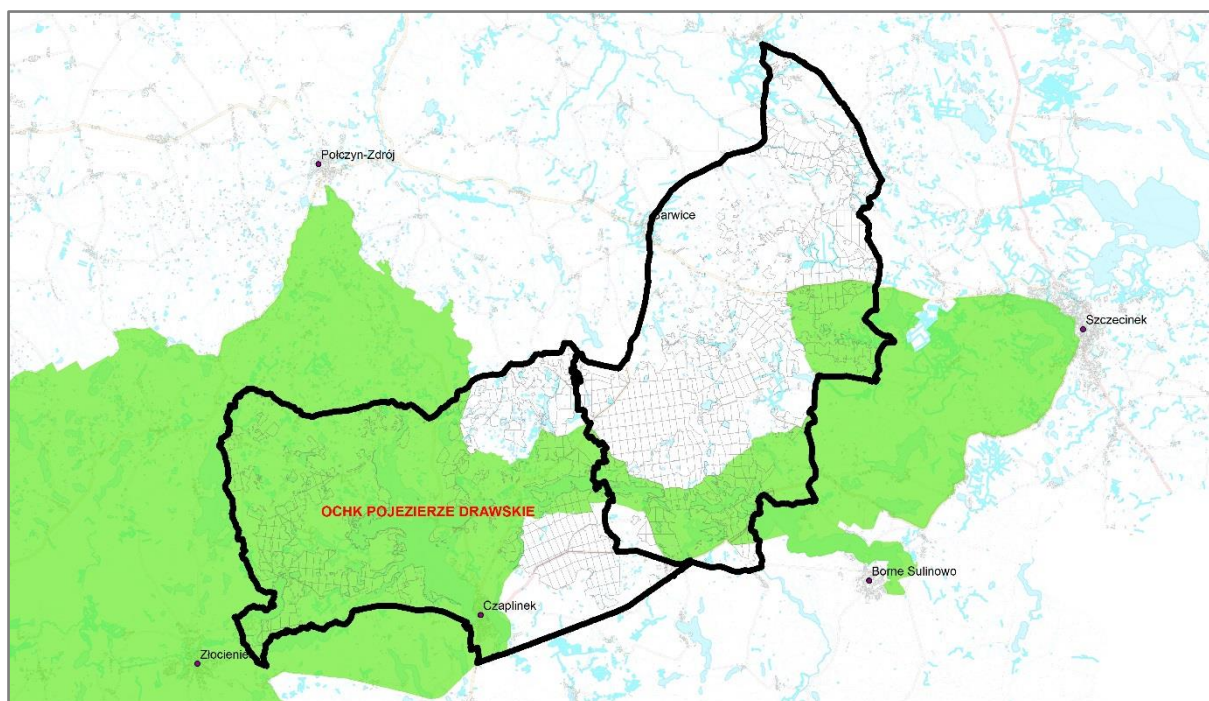 Połczyn-Zdrój
Barwice
Szczecinek
OCHK POJEZIERZE DRAWSKIE
Borne Sulinowo
Czaplinek
Złocieniec